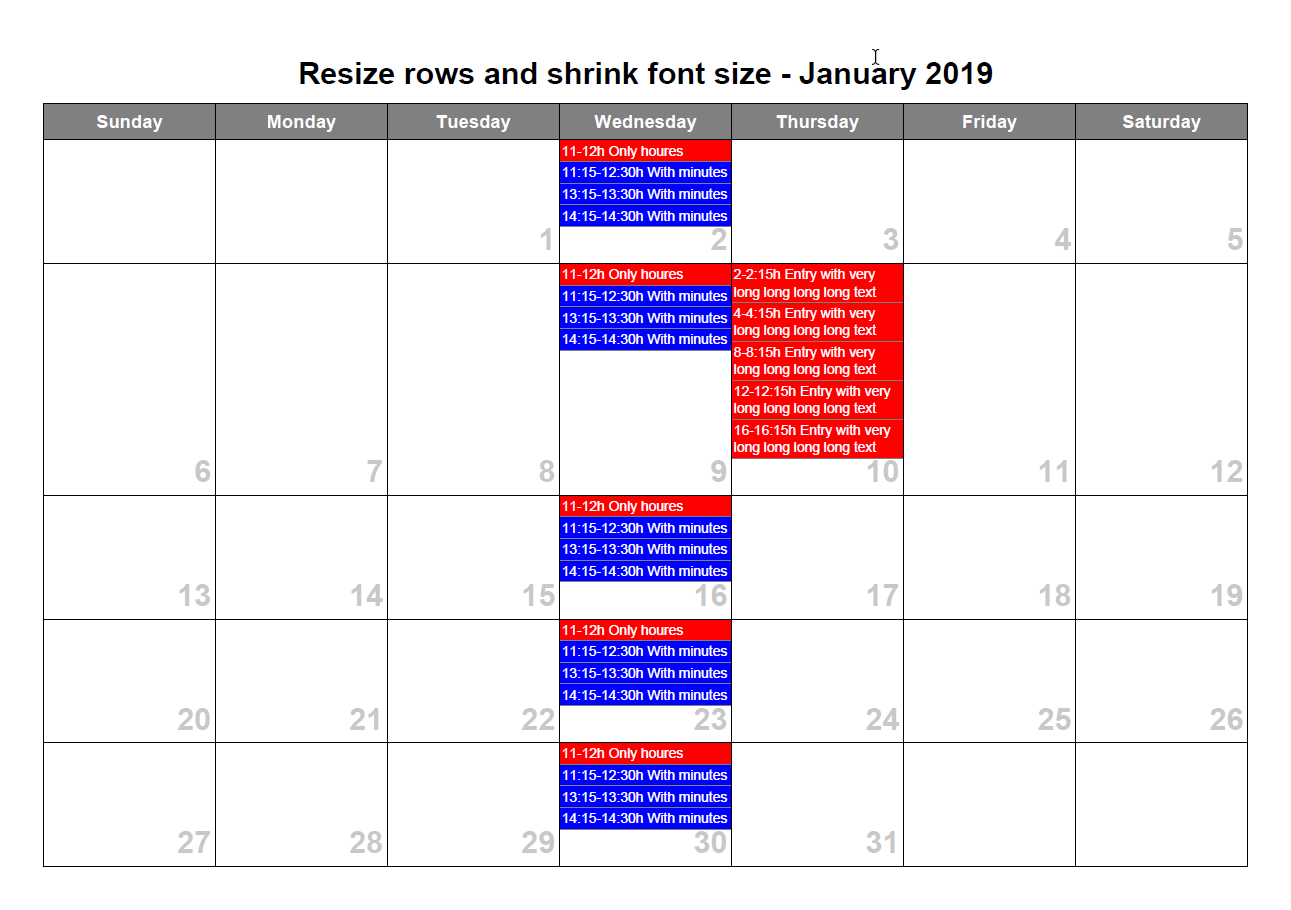 Resize rows and shrink font size - January 2019
Sunday Monday Tuesday Wednesday Thursday Friday Saturday
11-12h Only houres
11:15-12:30h With minutes
13:15-13:30h With minutes
14:15-14:30h With minutes
1 2 3 4 5
11-12h Only houres
11:15-12:30h With minutes
13:15-13:30h With minutes
14:15-14:30h With minutes
2-2:15h Entry with very
long long long long text
4-4:15h Entry with very
long long long long text
8-8:15h Entry with very
long long long long text
12-12:15h Entry with very
long long long long text
16-16:15h Entry with very
long long long long text
6 7 8 9 10 11 12
11-12h Only houres
11:15-12:30h With minutes
13:15-13:30h With minutes
14:15-14:30h With minutes
13 14 15 16 17 18 19
11-12h Only houres
11:15-12:30h With minutes
13:15-13:30h With minutes
14:15-14:30h With minutes
20 21 22 23 24 25 26
11-12h Only houres
11:15-12:30h With minutes
13:15-13:30h With minutes
14:15-14:30h With minutes
27 28 29 30 31